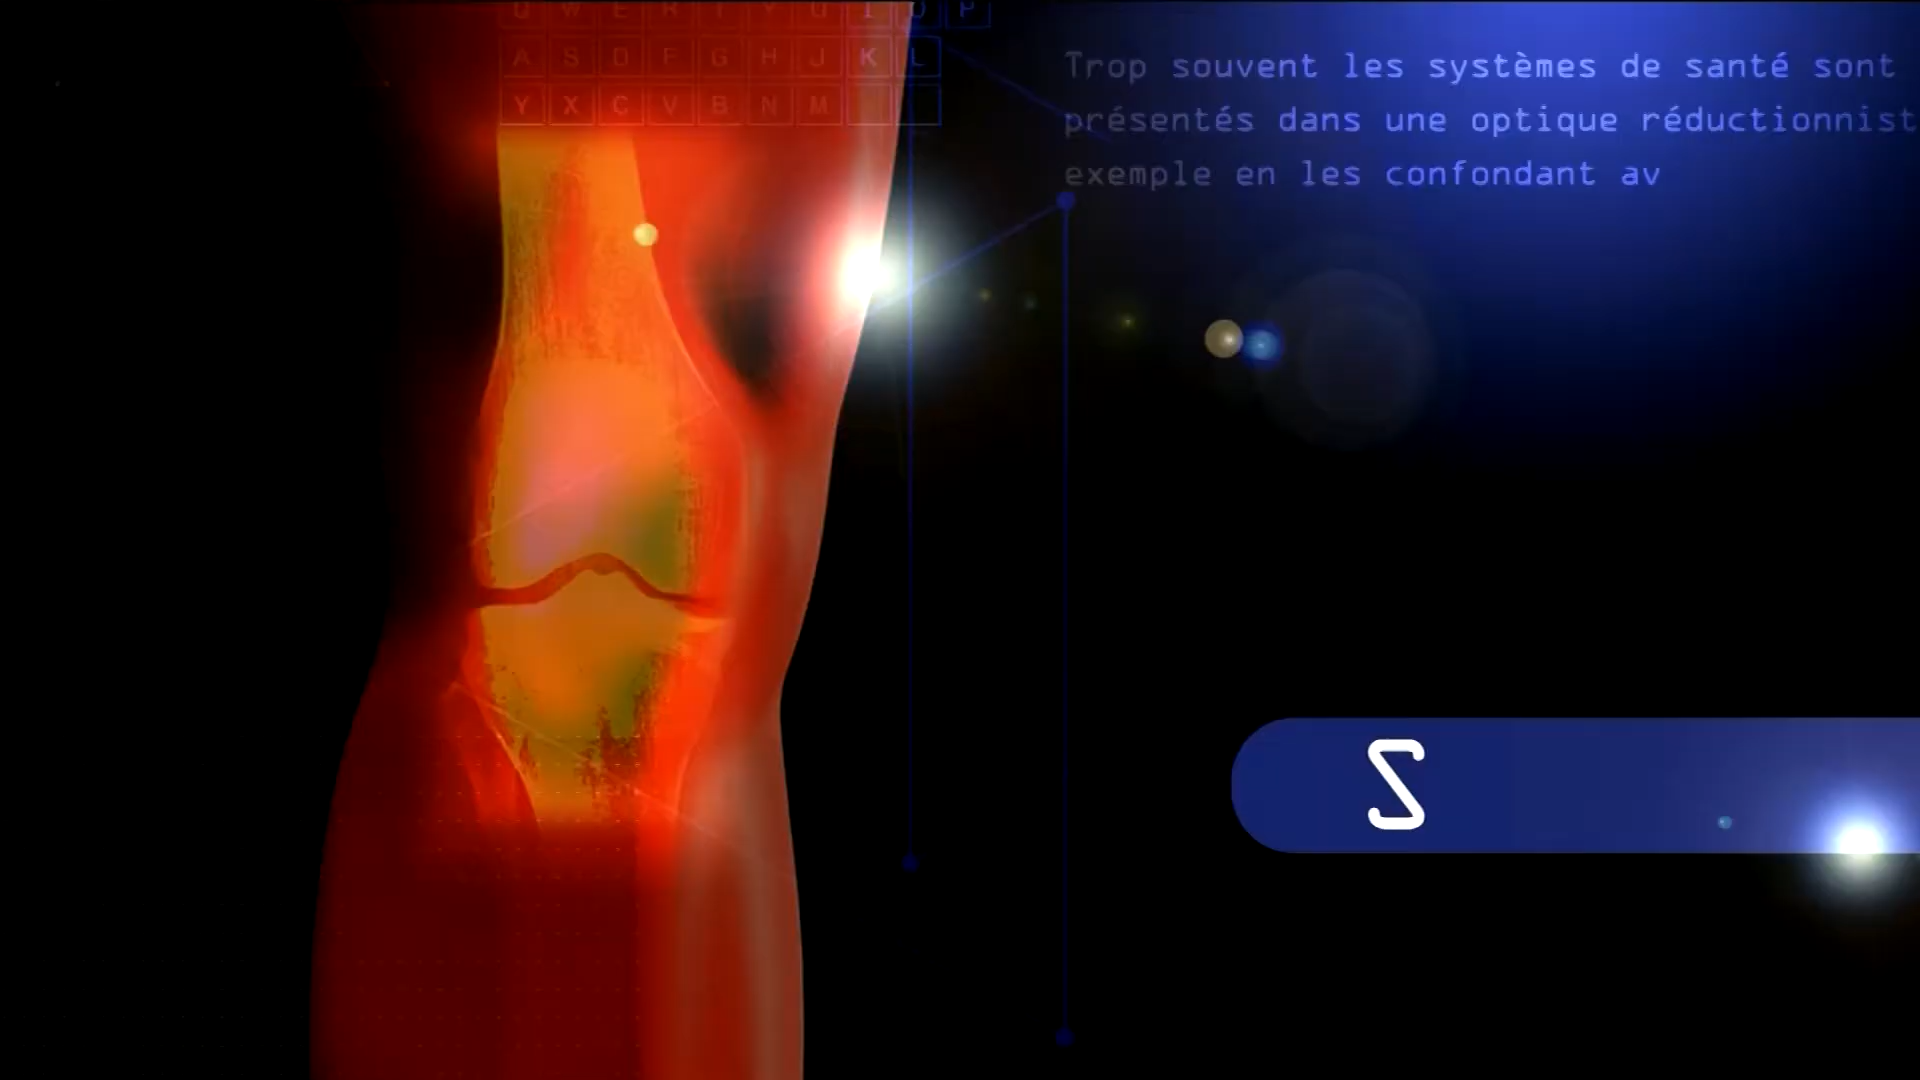 Q W E R T Y U I O P
A S D F G H J K L
Y X C V B N M
Trop souvent les systèmes de santé sont
présentés dans une optique réductionnist
exemple en les confondant av
S